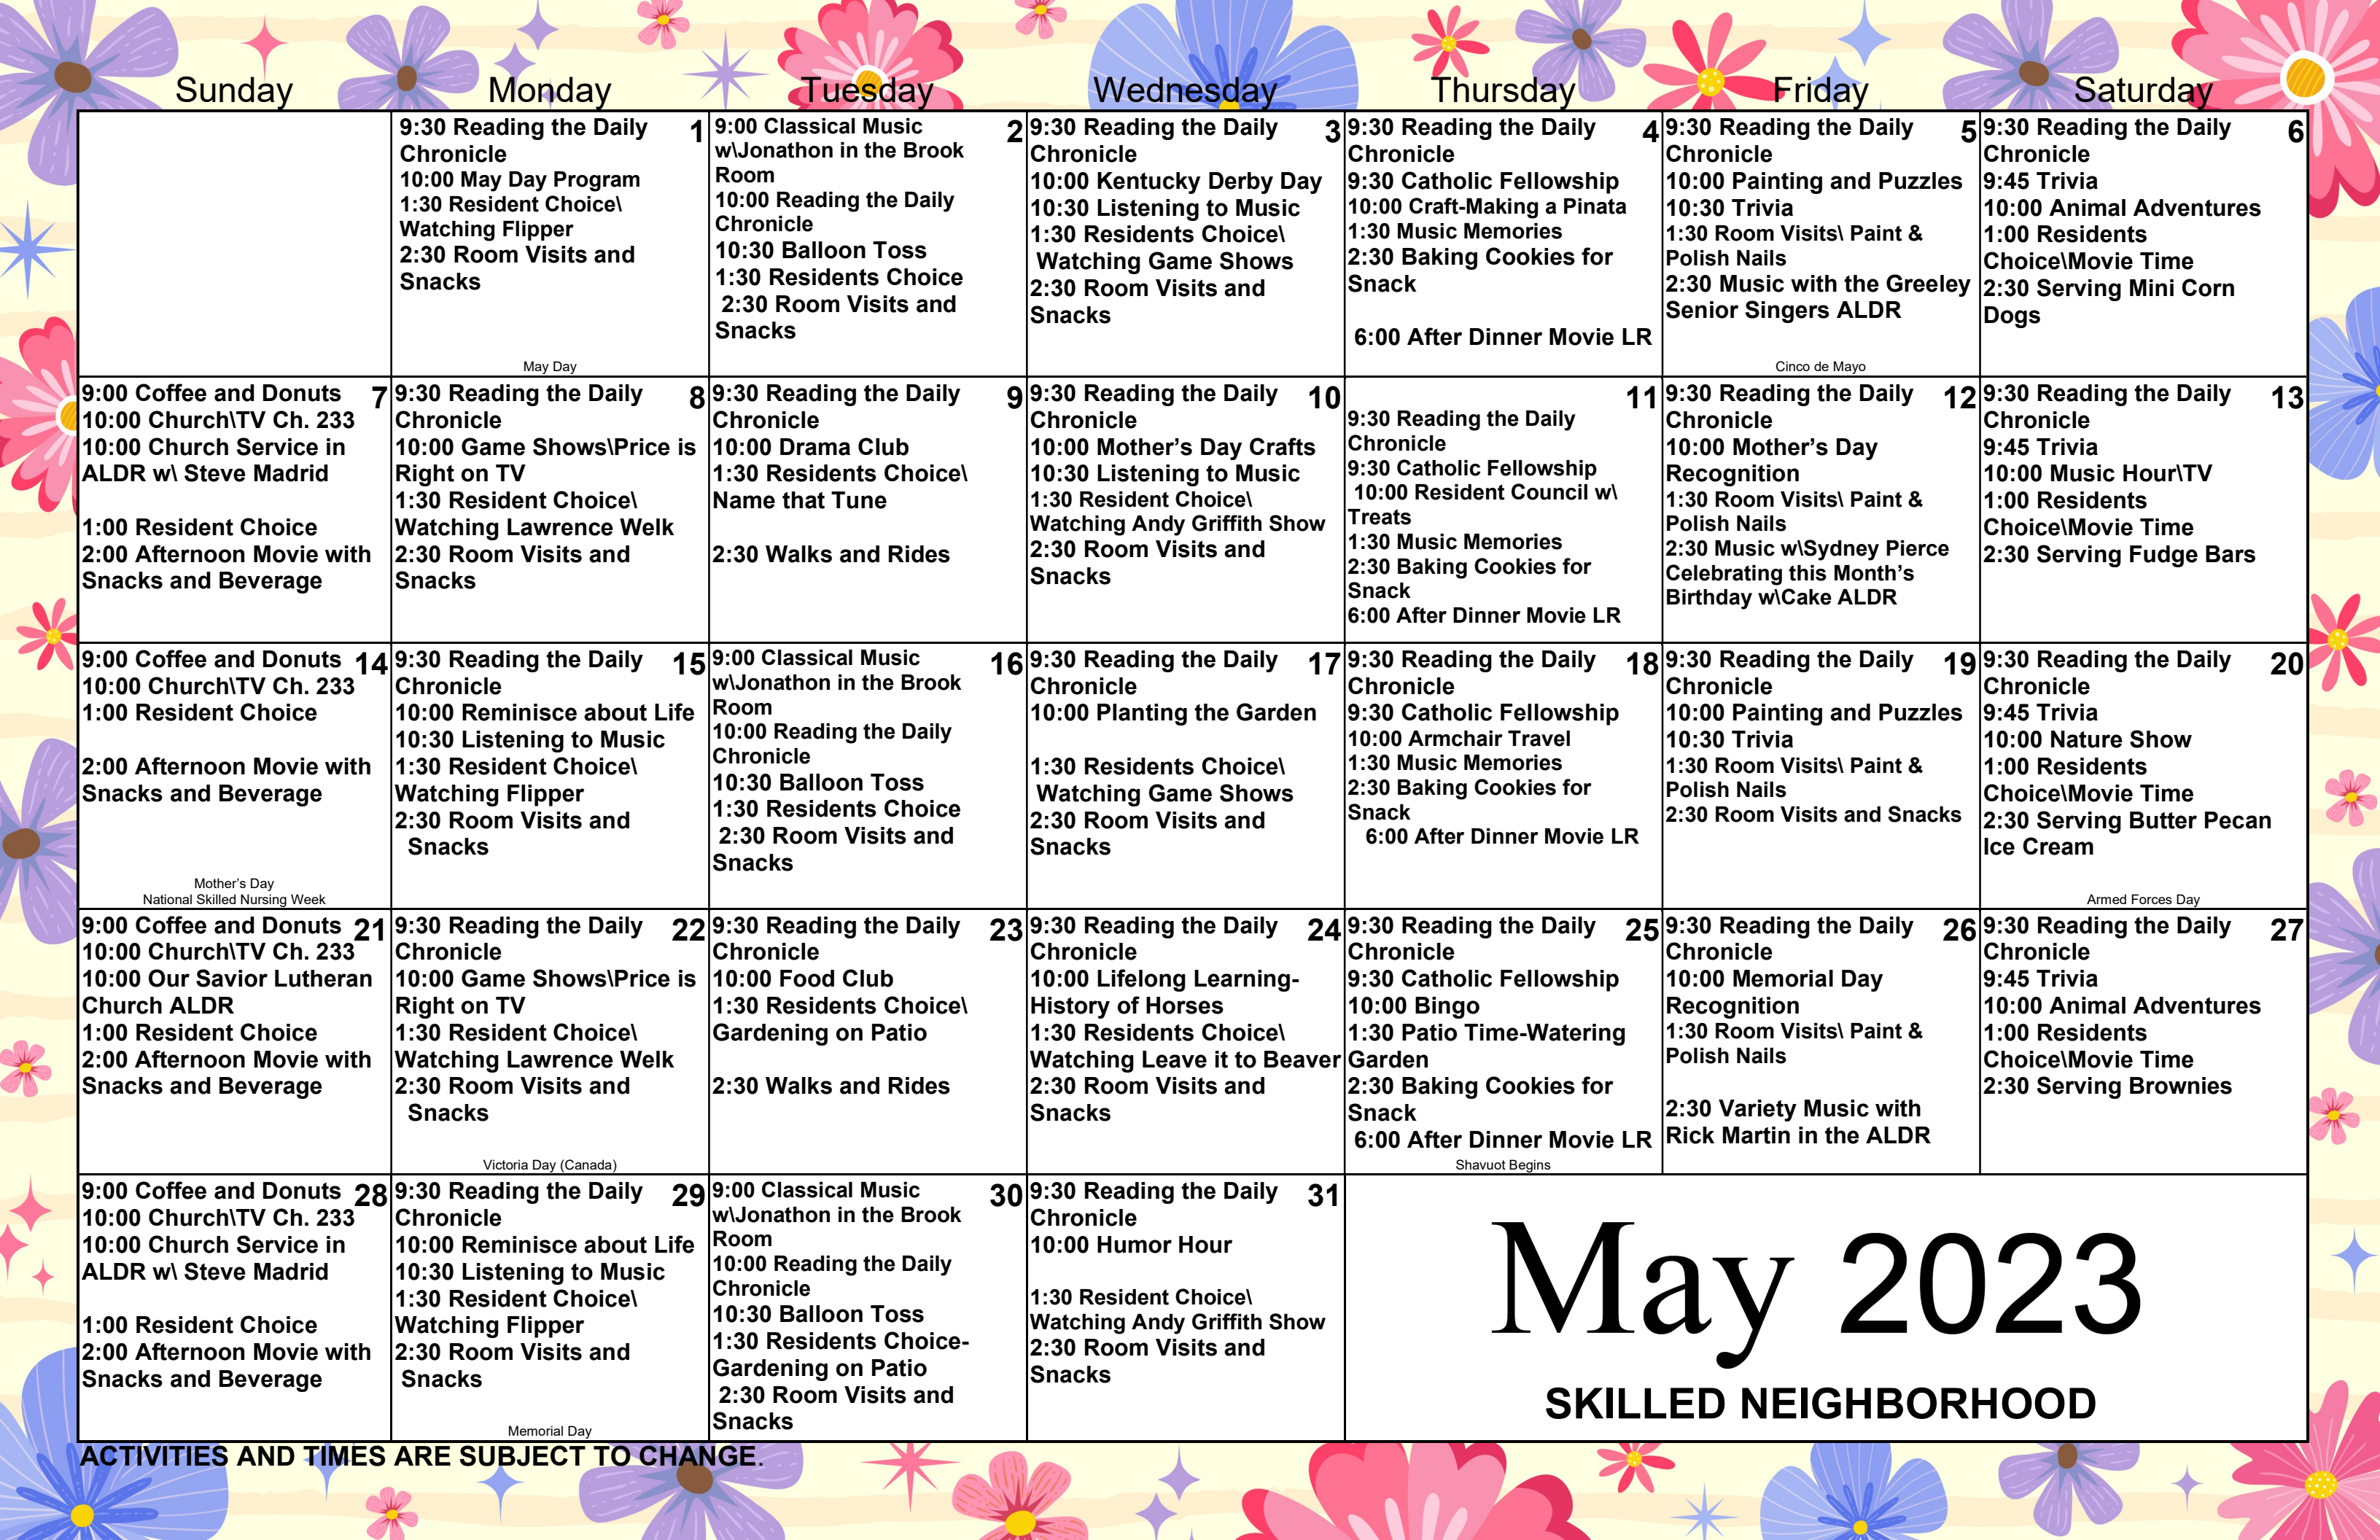 Sunday Monday Tuesday Wednesday Thursday Friday Saturday
9:30 Reading the Daily 1
Chronicle
10:00 May Day Program
1:30 Resident Choice\
Watching Flipper
2:30 Room Visits and
Snacks
May Day
9:00 Classical Music 2
w\Jonathon in the Brook
Room
10:00 Reading the Daily
Chronicle
10:30 Balloon Toss
1:30 Residents Choice
2:30 Room Visits and
Snacks
9:30 Reading the Daily 3
Chronicle
10:00 Kentucky Derby Day
10:30 Listening to Music
1:30 Residents Choice\
Watching Game Shows
2:30 Room Visits and
Snacks
9:30 Reading the Daily 4
Chronicle
9:30 Catholic Fellowship
10:00 Craft-Making a Pinata
1:30 Music Memories
2:30 Baking Cookies for
Snack
6:00 After Dinner Movie LR
9:30 Reading the Daily 5
Chronicle
10:00 Painting and Puzzles
10:30 Trivia
1:30 Room Visits\ Paint &
Polish Nails
2:30 Music with the Greeley
Senior Singers ALDR
Cinco de Mayo
9:30 Reading the Daily 6
Chronicle
9:45 Trivia
10:00 Animal Adventures
1:00 Residents
Choice\Movie Time
2:30 Serving Mini Corn
Dogs
9:00 Coffee and Donuts 7
10:00 Church\TV Ch. 233
10:00 Church Service in
ALDR w\ Steve Madrid
1:00 Resident Choice
2:00 Afternoon Movie with
Snacks and Beverage
9:30 Reading the Daily 8
Chronicle
10:00 Game Shows\Price is
Right on TV
1:30 Resident Choice\
Watching Lawrence Welk
2:30 Room Visits and
Snacks
9:30 Reading the Daily 9
Chronicle
10:00 Drama Club
1:30 Residents Choice\
Name that Tune
2:30 Walks and Rides
9:30 Reading the Daily 10
Chronicle
10:00 Mother's Day Crafts
10:30 Listening to Music
1:30 Resident Choice\
Watching Andy Griffith Show
2:30 Room Visits and
Snacks
11
9:30 Reading the Daily
Chronicle
9:30 Catholic Fellowship
10:00 Resident Council w\
Treats
1:30 Music Memories
2:30 Baking Cookies for
Snack
6:00 After Dinner Movie LR
9:30 Reading the Daily 12
Chronicle
10:00 Mother's Day
Recognition
1:30 Room Visits\ Paint &
Polish Nails
2:30 Music w\Sydney Pierce
Celebrating this Month's
Birthday w\Cake ALDR
9:30 Reading the Daily 13
Chronicle
9:45 Trivia
10:00 Music Hour\TV
1:00 Residents
Choice\Movie Time
2:30 Serving Fudge Bars
9:00 Coffee and Donuts 14
10:00 Church\TV Ch. 233
1:00 Resident Choice
2:00 Afternoon Movie with
Snacks and Beverage
Mother's Day
National Skilled Nursing Week
9:30 Reading the Daily 15
Chronicle
10:00 Reminisce about Life
10:30 Listening to Music
1:30 Resident Choice\
Watching Flipper
2:30 Room Visits and
Snacks
9:00 Classical Music 16
w\Jonathon in the Brook
Room
10:00 Reading the Daily
Chronicle
10:30 Balloon Toss
1:30 Residents Choice
2:30 Room Visits and
Snacks
9:30 Reading the Daily 17
Chronicle
10:00 Planting the Garden
1:30 Residents Choice\
Watching Game Shows
2:30 Room Visits and
Snacks
9:30 Reading the Daily 18
Chronicle
9:30 Catholic Fellowship
10:00 Armchair Travel
1:30 Music Memories
2:30 Baking Cookies for
Snack
6:00 After Dinner Movie LR
9:30 Reading the Daily 19
Chronicle
10:00 Painting and Puzzles
10:30 Trivia
1:30 Room Visits\ Paint &
Polish Nails
2:30 Room Visits and Snacks
9:30 Reading the Daily 20
Chronicle
9:45 Trivia
10:00 Nature Show
1:00 Residents
Choice\Movie Time
2:30 Serving Butter Pecan
Ice Cream
Armed Forces Day
9:00 Coffee and Donuts 21
10:00 Church\TV Ch. 233
10:00 Our Savior Lutheran
Church ALDR
1:00 Resident Choice
2:00 Afternoon Movie with
Snacks and Beverage
9:30 Reading the Daily 22
Chronicle
10:00 Game Shows\Price is
Right on TV
1:30 Resident Choice\
Watching Lawrence Welk
2:30 Room Visits and
Snacks
Victoria Day (Canada)
9:30 Reading the Daily 23
Chronicle
10:00 Food Club
1:30 Residents Choice\
Gardening on Patio
2:30 Walks and Rides
9:30 Reading the Daily 24
Chronicle
10:00 Lifelong Learning-
History of Horses
1:30 Residents Choice\
Watching Leave it to Beaver
2:30 Room Visits and
Snacks
9:30 Reading the Daily 25
Chronicle
9:30 Catholic Fellowship
10:00 Bingo
1:30 Patio Time-Watering
Garden
2:30 Baking Cookies for
Snack
6:00 After Dinner Movie LR
Shavuot Begins
9:30 Reading the Daily 26
Chronicle
10:00 Memorial Day
Recognition
1:30 Room Visits\ Paint &
Polish Nails
2:30 Variety Music with
Rick Martin in the ALDR
9:30 Reading the Daily 27
Chronicle
9:45 Trivia
10:00 Animal Adventures
1:00 Residents
Choice\Movie Time
2:30 Serving Brownies
9:00 Coffee and Donuts 28
10:00 Church\TV Ch. 233
10:00 Church Service in
ALDR w\ Steve Madrid
1:00 Resident Choice
2:00 Afternoon Movie with
Snacks and Beverage
9:30 Reading the Daily 29
Chronicle
10:00 Reminisce about Life
10:30 Listening to Music
1:30 Resident Choice\
Watching Flipper
2:30 Room Visits and
Snacks
Memorial Day
9:00 Classical Music 30
w\Jonathon in the Brook
Room
10:00 Reading the Daily
Chronicle
10:30 Balloon Toss
1:30 Residents Choice-
Gardening on Patio
2:30 Room Visits and
Snacks
9:30 Reading the Daily 31
Chronicle
10:00 Humor Hour
1:30 Resident Choice\
Watching Andy Griffith Show
2:30 Room Visits and
Snacks
May 2023
SKILLED NEIGHBORHOOD
ACTIVITIES AND TIMES ARE SUBJECT TO CHANGE.